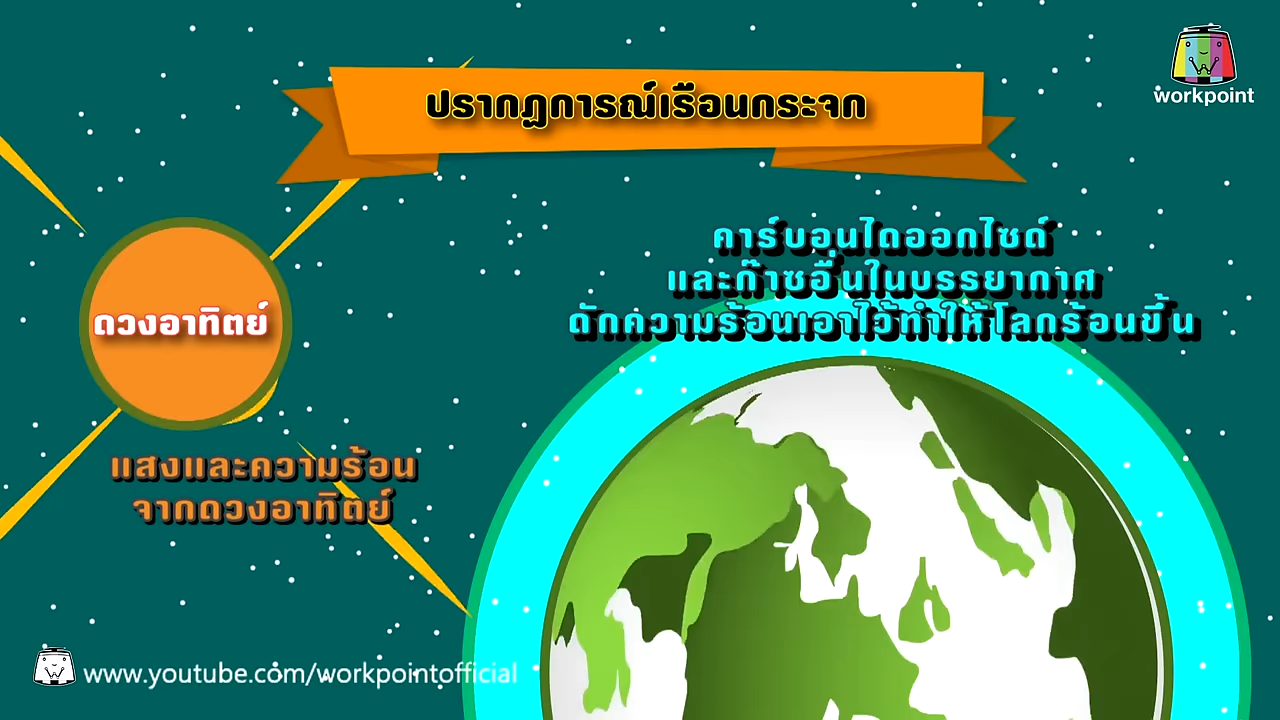 ปรากฏการณ์เรือนกระจก
workpoint
คาร์บอนไดออกไซด์
และก๊าซอื่นในบรรยากาศ
ดักความร้อนเอาไว้ทำให้โลกร้อนขึ้น
ดวงอาทิตย์
แสงและความร้อน
จากดวงอาทิตย์
www.youtube.com/workpointofficial